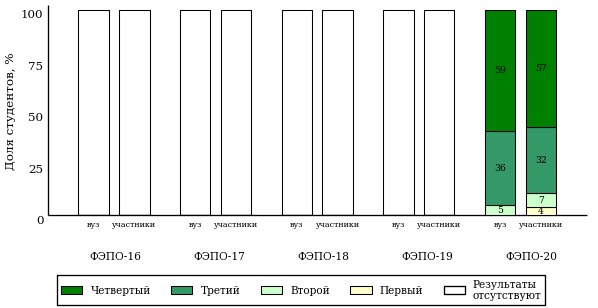 Доля студентов, %
100
75
50
25
0
59
36
5
57
32
7
4
вуз участники вуз участники вуз участники вуз участники вуз участники
ФЭПО-16 ФЭПО-17 ФЭПО-18 ФЭПО-19 ФЭПО-20
Четвертый Третий Второй Первый Результаты
отсутствуют